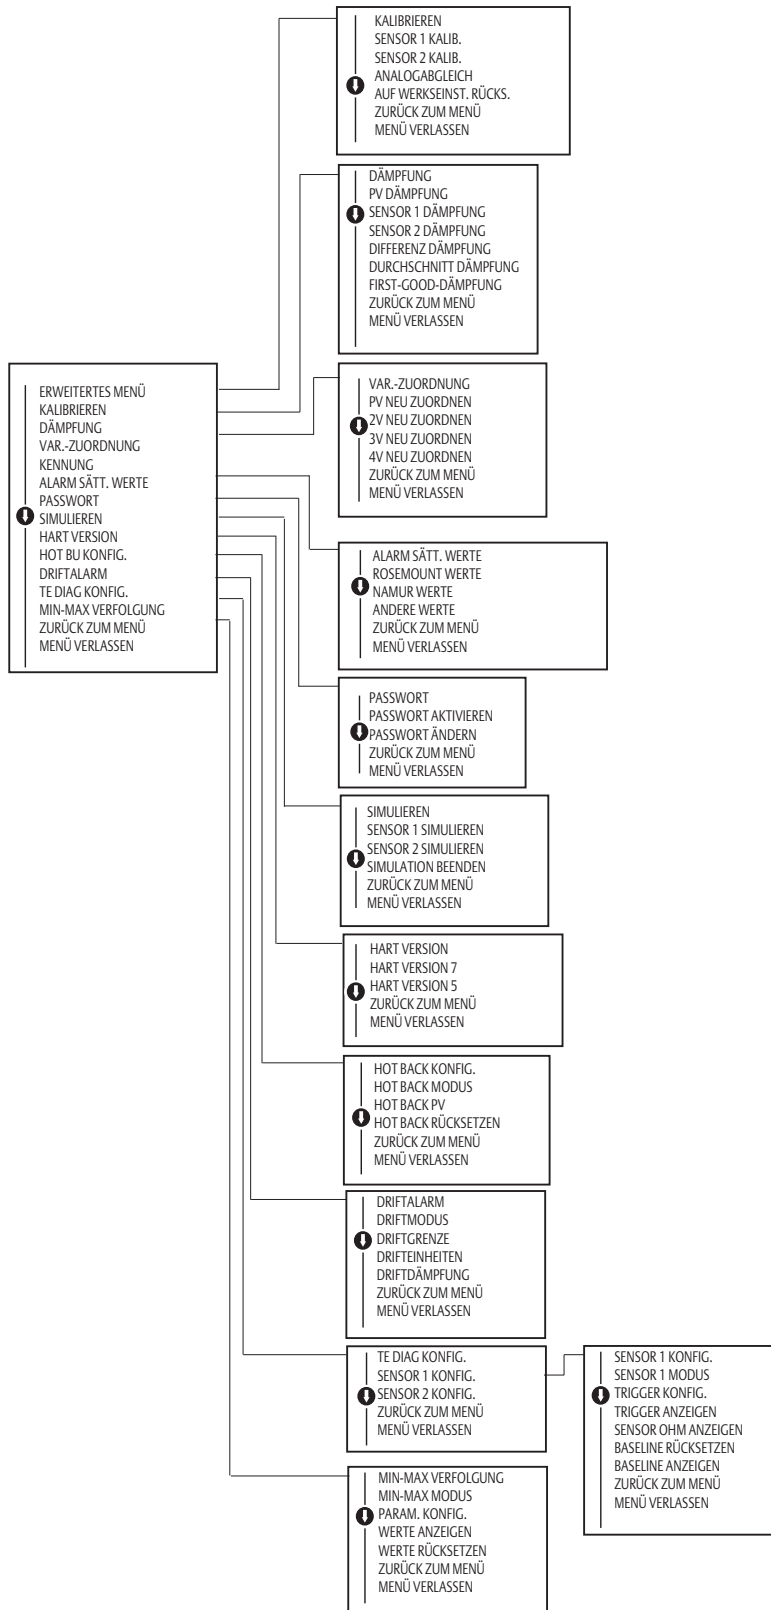 KALIBRIEREN
SENSOR 1 KALIB.
SENSOR 2 KALIB.
ANALOGABGLEICH
AUF WERKSEINST. RÜCKS.
ZURÜCK ZUM MENÜ
MENÜ VERLASSEN
DÄMPFUNG
PV DÄMPFUNG
SENSOR 1 DÄMPFUNG
SENSOR 2 DÄMPFUNG
DIFFERENZ DÄMPFUNG
DURCHSCHNITT DÄMPFUNG
FIRST-GOOD-DÄMPFUNG
ZURÜCK ZUM MENÜ
MENÜ VERLASSEN
ERWEITERTES MENÜ
KALIBRIEREN
DÄMPFUNG
VAR.-ZUORDNUNG
KENNUNG
ALARM SÄTT. WERTE
PASSWORT
SIMULIEREN
HART VERSION
HOT BU KONFIG.
DRIFTALARM
TE DIAG KONFIG.
MIN-MAX VERFOLGUNG
ZURÜCK ZUM MENÜ
MENÜ VERLASSEN
VAR.-ZUORDNUNG
PV NEU ZUORDNEN
2V NEU ZUORDNEN
3V NEU ZUORDNEN
4V NEU ZUORDNEN
ZURÜCK ZUM MENÜ
MENÜ VERLASSEN
ALARM SÄTT. WERTE
ROSEMOUNT WERTE
NAMUR WERTE
ANDERE WERTE
ZURÜCK ZUM MENÜ
MENÜ VERLASSEN
PASSWORT
PASSWORT AKTIVIEREN
PASSWORT ÄNDERN
ZURÜCK ZUM MENÜ
MENÜ VERLASSEN
SIMULIEREN
SENSOR 1 SIMULIEREN
SENSOR 2 SIMULIEREN
SIMULATION BEENDEN
ZURÜCK ZUM MENÜ
MENÜ VERLASSEN
HART VERSION
HART VERSION 7
HART VERSION 5
ZURÜCK ZUM MENÜ
MENÜ VERLASSEN
HOT BACK KONFIG.
HOT BACK MODUS
HOT BACK PV
HOT BACK RÜCKSETZEN
ZURÜCK ZUM MENÜ
MENÜ VERLASSEN
DRIFTALARM
DRIFTMODUS
DRIFTGRENZE
DRIFTEINHEITEN
DRIFTDÄMPFUNG
ZURÜCK ZUM MENÜ
MENÜ VERLASSEN
TE DIAG KONFIG.
SENSOR 1 KONFIG.
SENSOR 2 KONFIG.
ZURÜCK ZUM MENÜ
MENÜ VERLASSEN
SENSOR 1 KONFIG.
SENSOR 1 MODUS
TRIGGER KONFIG.
TRIGGER ANZEIGEN
SENSOR OHM ANZEIGEN
BASELINE RÜCKSETZEN
BASELINE ANZEIGEN
ZURÜCK ZUM MENÜ
MENÜ VERLASSEN
MIN-MAX VERFOLGUNG
MIN-MAX MODUS
PARAM. KONFIG.
WERTE ANZEIGEN
WERTE RÜCKSETZEN
ZURÜCK ZUM MENÜ
MENÜ VERLASSEN